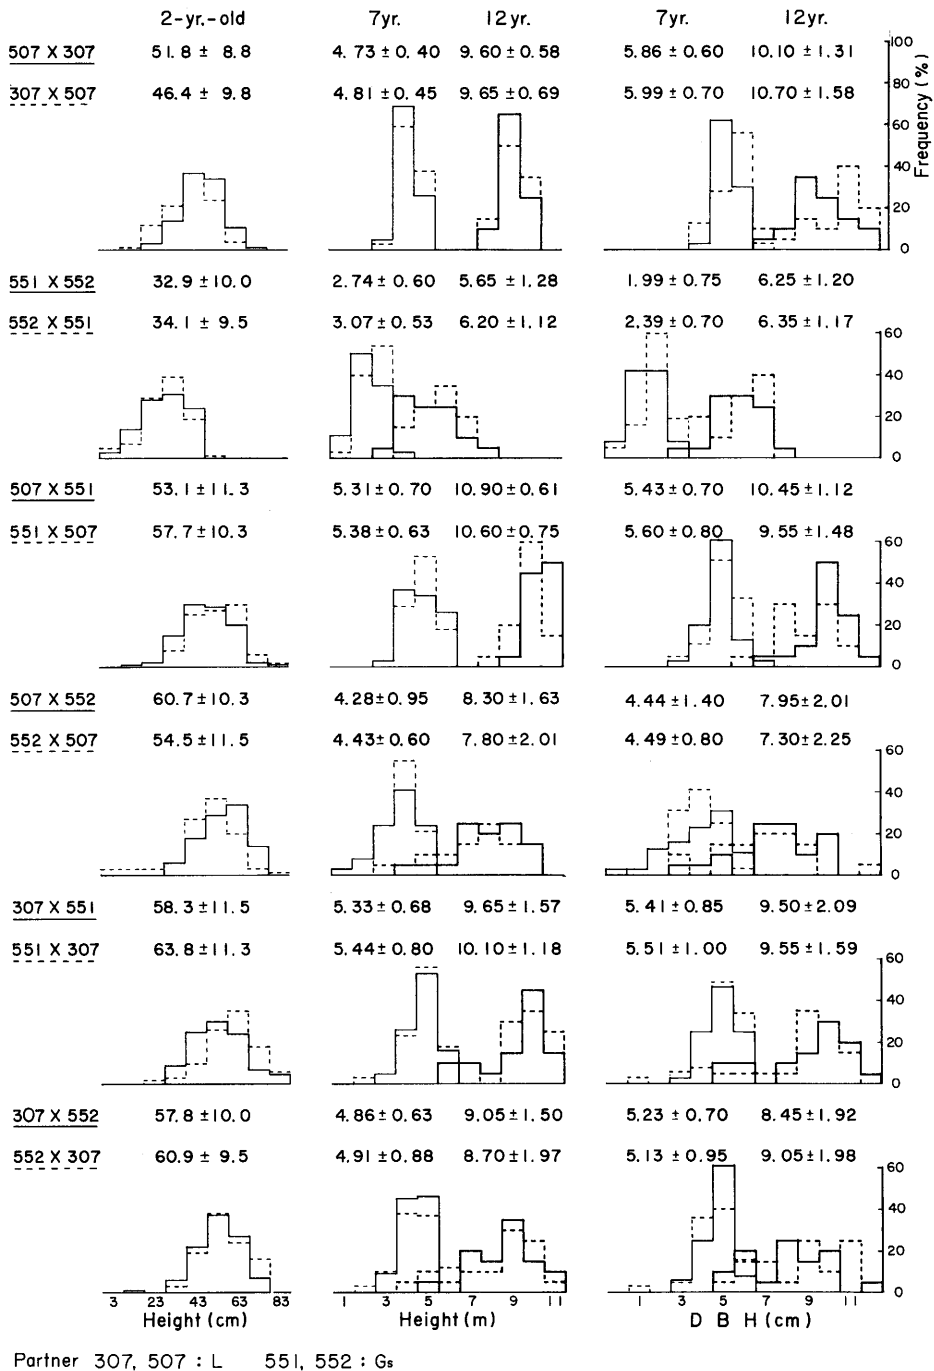 2-yr.-old 7yr. 12yr. 7yr. 12yr.
507 X 307 51.8 ± 8.8 4.73 ± 0.40 9.60 ± 0.58 5.86 ± 0.60 10.10 ± 1.31 100
307 X 507 46.4 ± 9.8 4.81 ± 0.45 9.65 ± 0.69 5.99 ± 0.70 10.70 ± 1.58 80
60
40
20
0
Frequency (%)
551 X 552 32.9 ± 10.0 2.74 ± 0.60 5.65 ± 1.28 1.99 ± 0.75 6.25 ± 1.20
552 X 551 34.1 ± 9.5 3.07 ± 0.53 6.20 ± 1.12 2.39 ± 0.70 6.35 ± 1.17 60
40
20
0
507 X 551 53.1 ± 11.3 5.31 ± 0.70 10.90 ± 0.61 5.43 ± 0.70 10.45 ± 1.12
551 X 507 57.7 ± 10.3 5.38 ± 0.63 10.60 ± 0.75 5.60 ± 0.80 9.55 ± 1.48 60
40
20
0
507 X 552 60.7 ± 10.3 4.28 ± 0.95 8.30 ± 1.63 4.44 ± 1.40 7.95 ± 2.01
552 X 507 54.5 ± 11.5 4.43 ± 0.60 7.80 ± 2.01 4.49 ± 0.80 7.30 ± 2.25 60
40
20
0
307 X 551 58.3 ± 11.5 5.33 ± 0.68 9.65 ± 1.57 5.41 ± 0.85 9.50 ± 2.09
551 X 307 63.8 ± 11.3 5.44 ± 0.80 10.10 ± 1.18 5.51 ± 1.00 9.55 ± 1.59 60
40
20
0
307 X 552 57.8 ± 10.0 4.86 ± 0.63 9.05 ± 1.50 5.23 ± 0.70 8.45 ± 1.92
552 X 307 60.9 ± 9.5 4.91 ± 0.88 8.70 ± 1.97 5.13 ± 0.95 9.05 ± 1.98 60
40
20
0
3 23 43 63 83 1 3 5 7 9 11 1 3 5 7 9 11
Height (cm) Height (m) D B H (cm)
Partner 307, 507 : L 551, 552 : Gs